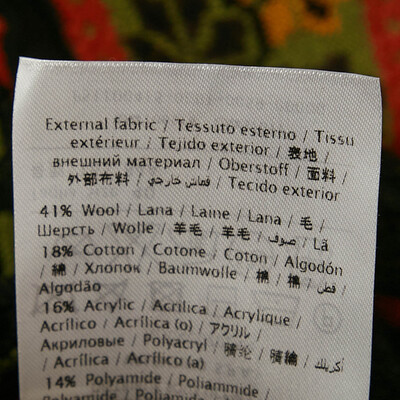 External fabric / Tessuto esterno / Tissu
extérieur / Tejido exterior / 表地 /
внешний материал / Oberstoff / 面料 /
外部布料 / قماش خارجي / Tecido exterior
41% Wool / Lana / Laine / Lana / 毛 /
Шерсть / Wolle / 羊毛 / 羊毛 / صوف / Lã
18% Cotton / Cotone / Coton / Algodón
/ 綿 / Хлопок / Baumwolle / 棉 / 棉 / قطن /
Algodão
16% Acrylic / Acrilica / Acrylique /
Acrílico / Acrílica (o) / アクリル /
Акриловые / Polyacryl / 腈纶 / 腈綸 / أكريلك
/ Acrílica / Acrílico (a)
14% Polyamide / Poliammide /
Polyamide / Poliamida /